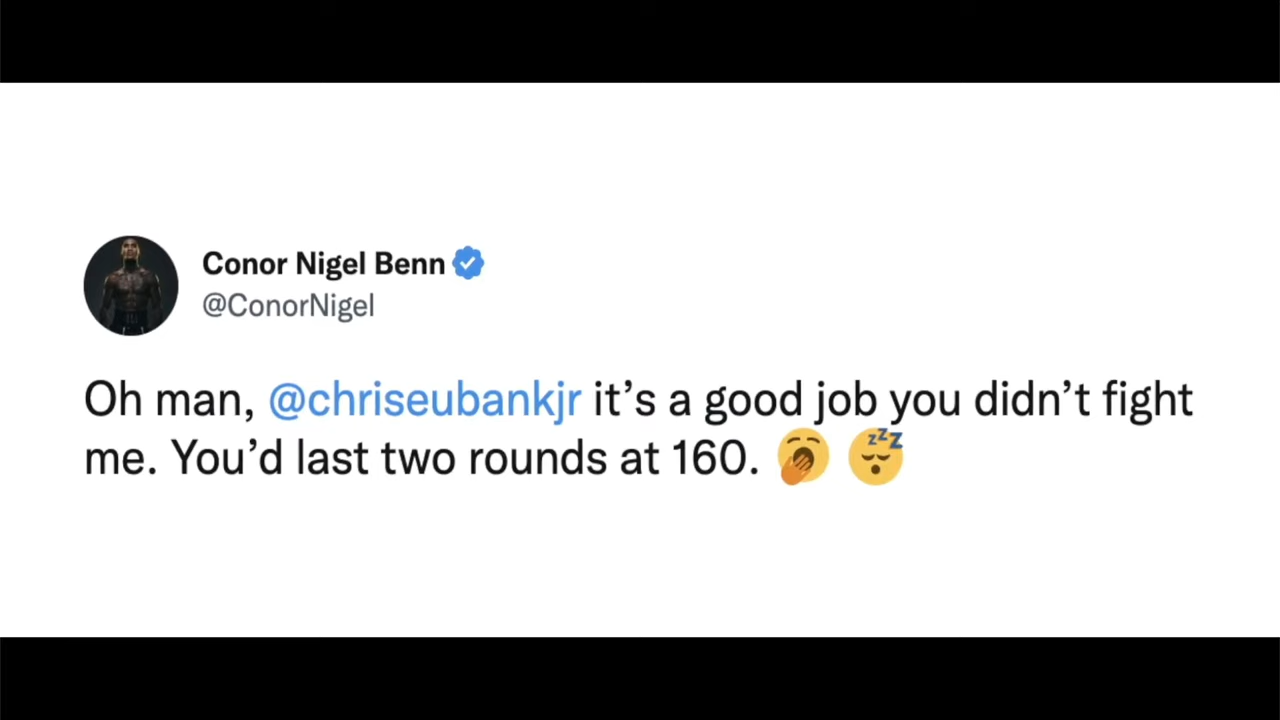 Conor Nigel Benn
@ConorNigel
Oh man, @chriseubankjr it’s a good job you didn’t fight
me. You’d last two rounds at 160. 🥱 😴